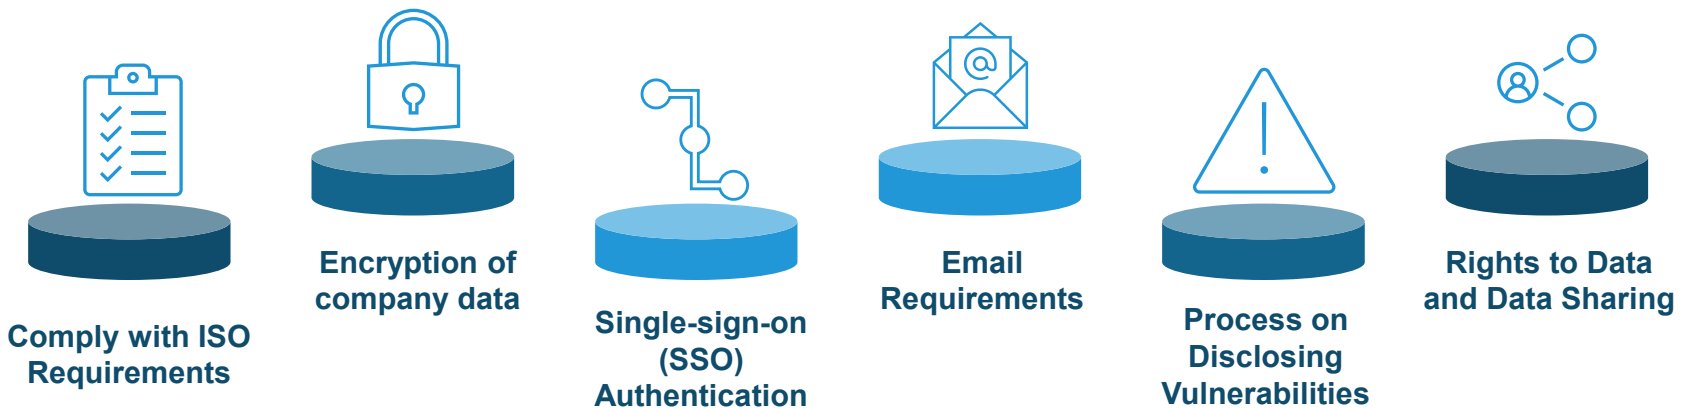 Comply with ISO
Requirements
Encryption of
company data
Single-sign-on
(SSO)
Authentication
@
Email
Requirements
Process on
Disclosing
Vulnerabilities
Rights to Data
and Data Sharing